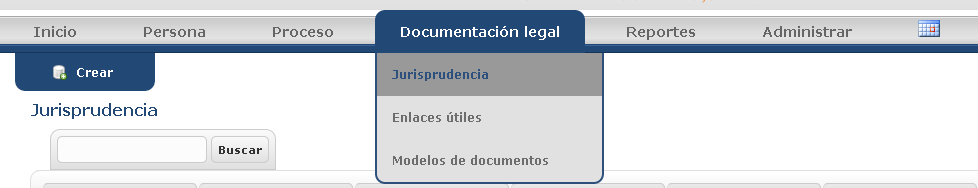 Inicio Persona Proceso Documentación legal Reportes Administrar
Crear
Jurisprudencia
Enlaces útiles
Modelos de documentos
Jurisprudencia
Buscar